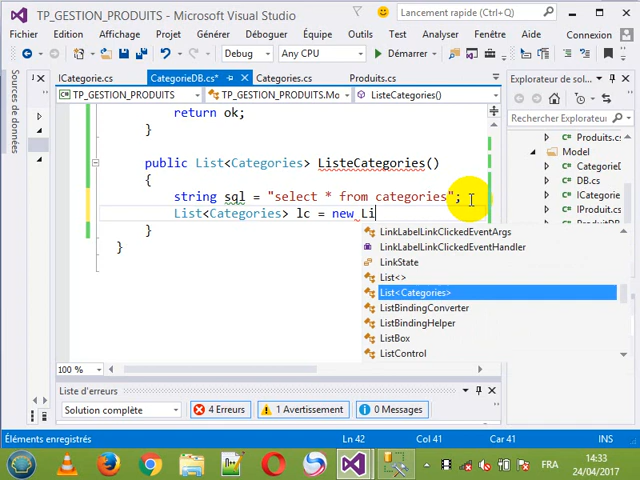 TP_GESTION_PRODUITS - Microsoft Visual Studio
Lancement rapide (Ctrl+Q)
Fichier Edition Affichage Projet Générer Déboguer Équipe Outils
Architecture Test Analyser Fenêtre Aide Connexion
Debug Any CPU Démarrer
Sources de données
ICategorie.cs CategorieDB.cs* Categories.cs Produits.cs
TP_GESTION_PRODUITS TP_GESTION_PRODUITS.Mo ListeCategories()
return ok;
}
public List<Categories> ListeCategories()
{
string sql = "select * from categories";
List<Categories> lc = new Li
}
}
LinkLabelLinkClickedEventArgs
LinkLabelLinkClickedEventHandler
LinkState
List<>
List<Categories>
ListBindingConverter
ListBindingHelper
ListBox
ListControl
Explorateur de solu
Rechercher Explorateu
Produits.cs
Model
CategorieD
DB.cs
ICategorie
IProduit.cs
100 %
Liste d'erreurs
Solution complète 4 Erreurs 1 Avertissement 0 Messages
Éléments enregistrés Ln 42 Col 41 Car 41 INS
FRA
14:33
24/04/2017